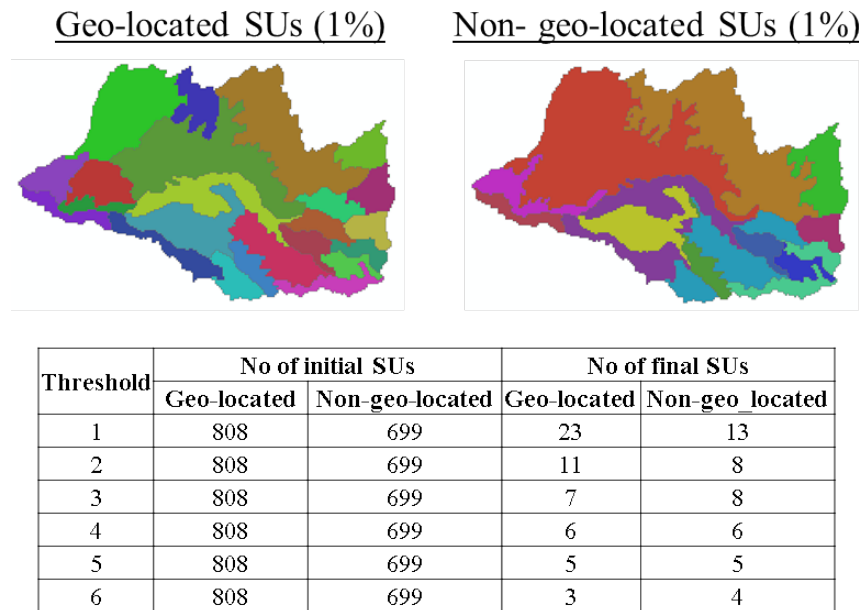 Geo-located SUs (1%) Non- geo-located SUs (1%)
Threshold No of initial SUs No of final SUs
Geo-located Non-geo-located Geo-located Non-geo_located
1 808 699 23 13
2 808 699 11 8
3 808 699 7 8
4 808 699 6 6
5 808 699 5 5
6 808 699 3 4